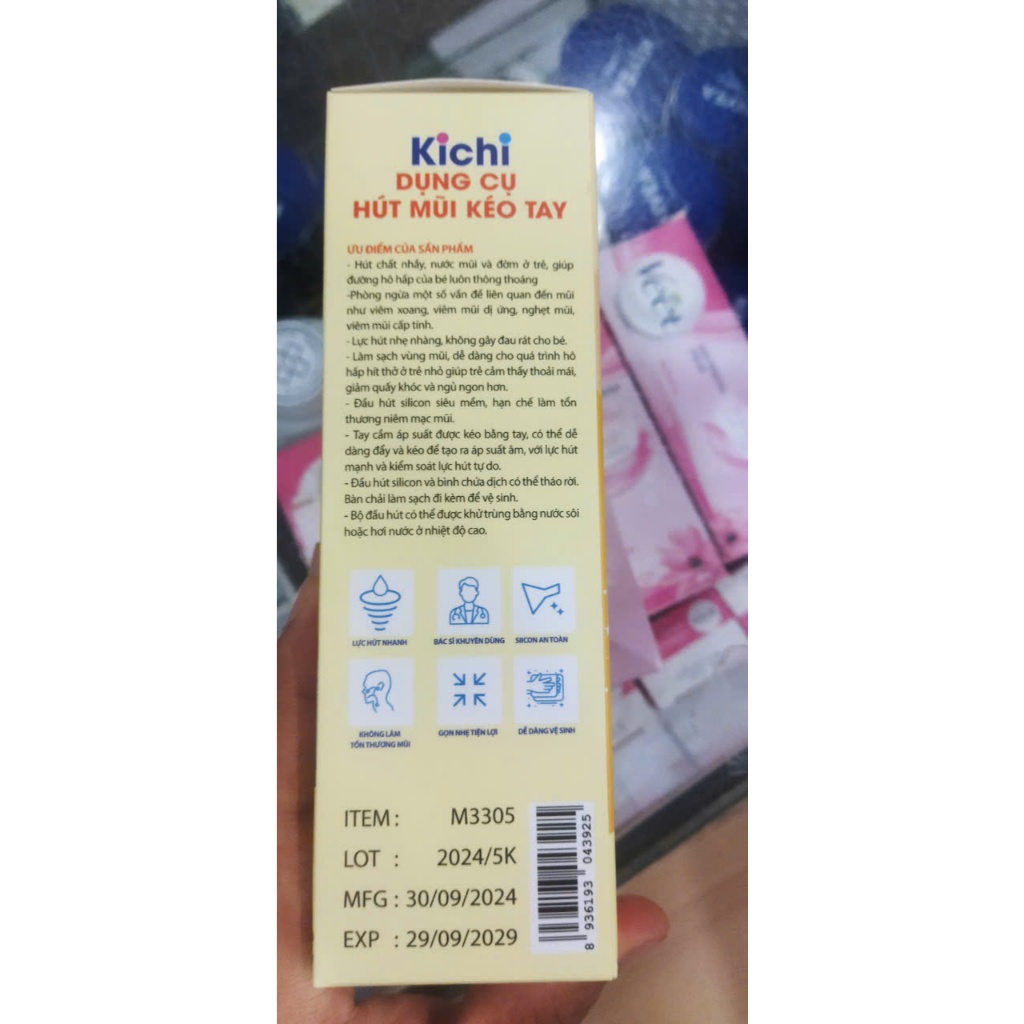 Kichi
DỤNG CỤ
HÚT MŨI KÉO TAY
ƯU ĐIỂM CỦA SẢN PHẨM
- Hút chất nhầy, nước mũi và đờm ở trẻ, giúp
đường hô hấp của bé luôn thông thoáng
-Phòng ngừa một số vấn đề liên quan đến mũi
như viêm xoang, viêm mũi dị ứng, nghẹt mũi,
viêm mũi cấp tính.
- Lực hút nhẹ nhàng, không gây đau rát cho bé.
- Làm sạch vùng mũi, dễ dàng cho quá trình hô
hấp hít thở ở trẻ nhỏ giúp trẻ cảm thấy thoải mái,
giảm quấy khóc và ngủ ngon hơn.
- Đầu hút silicon siêu mềm, hạn chế làm tổn
thương niêm mạc mũi.
- Tay cầm áp suất được kéo bằng tay, có thể dễ
dàng đẩy và kéo để tạo ra áp suất âm, với lực hút
mạnh và kiểm soát lực hút tự do.
- Đầu hút silicon và bình chứa dịch có thể tháo rời.
Bàn chải làm sạch đi kèm để vệ sinh.
- Bộ đầu hút có thể được khử trùng bằng nước sôi
hoặc hơi nước ở nhiệt độ cao.
LỰC HÚT NHANH
BÁC SĨ KHUYÊN DÙNG
SIICON AN TOÀN
KHÔNG LÀM
TỔN THƯƠNG MŨI
GỌN NHẸ TIỆN LỢI
DỄ DÀNG VỆ SINH
ITEM : M3305
LOT : 2024/5K
MFG : 30/09/2024
EXP : 29/09/2029
8 936193 043925
Veet